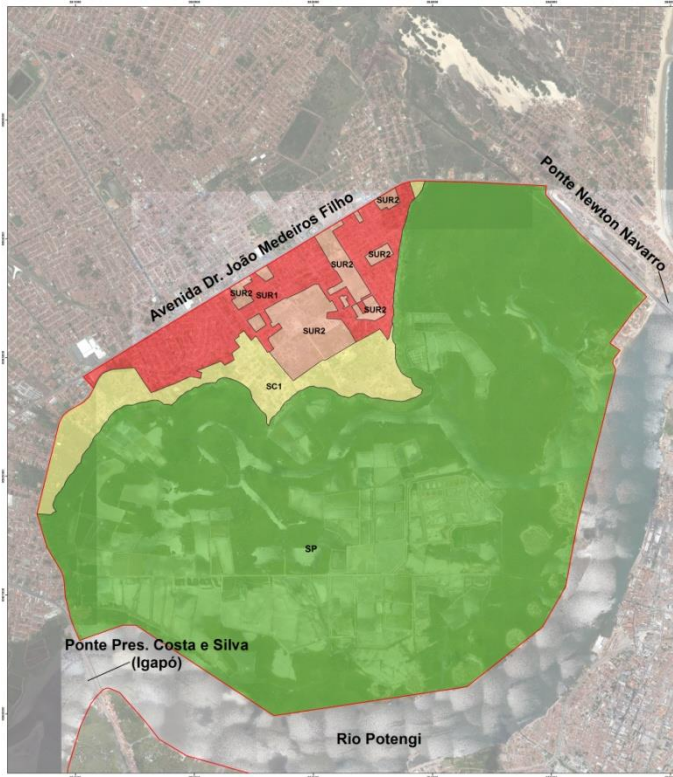 Ponte Newton Navarro
Avenida Dr. João Medeiros Filho
SUR2
SUR2
SUR2
SUR2
SUR1
SUR2
SUR2
SC1
SP
Ponte Pres. Costa e Silva
(Igapó)
Rio Potengi